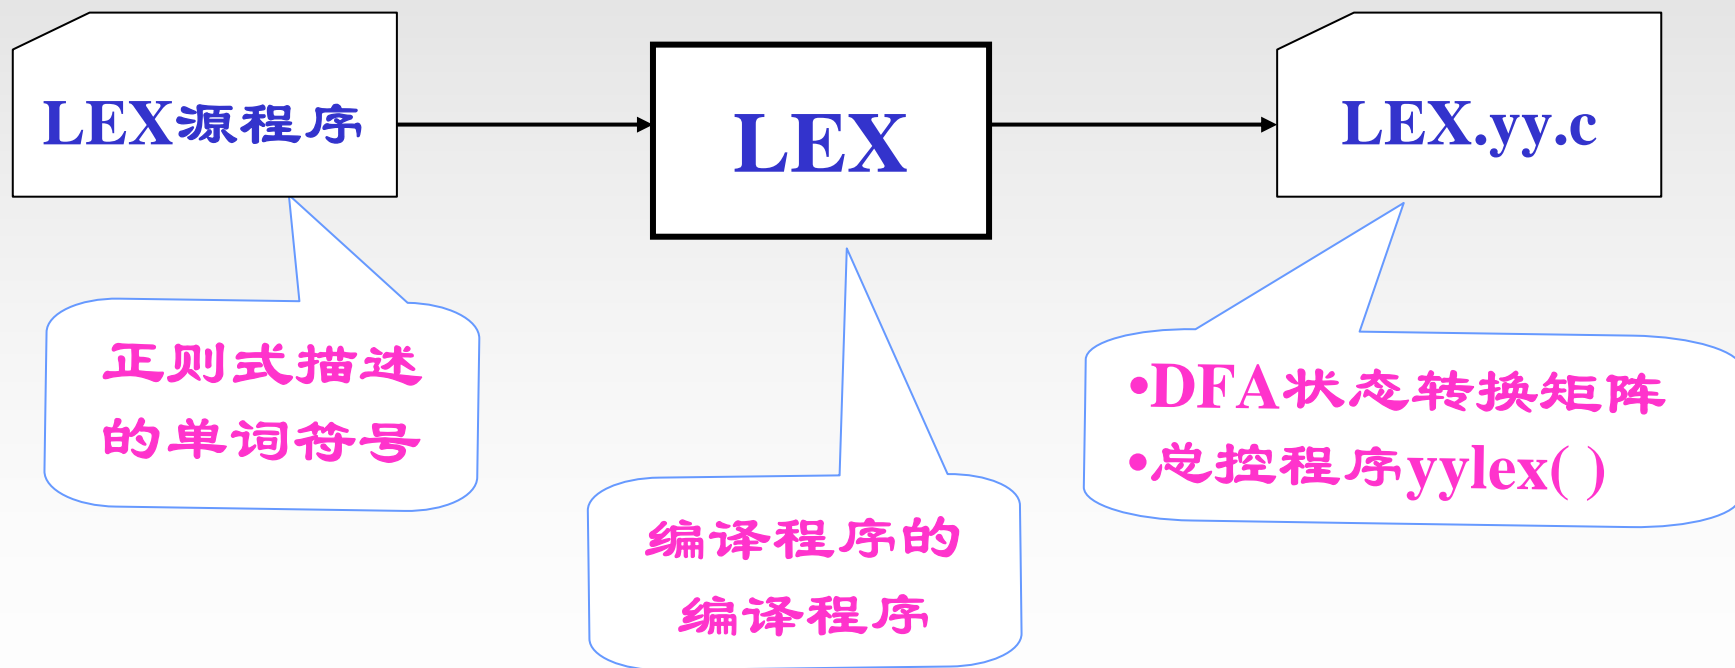 LEX源程序
LEX
LEX.yy.c
正则式描述
的单词符号
编译程序的
编译程序
•DFA状态转换矩阵
•总控程序yylex( )